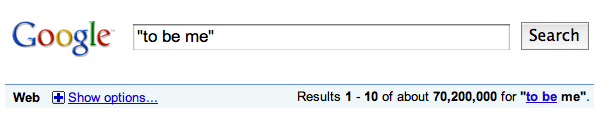 Google™ "to be me" Search
Web Show options... Results 1 - 10 of about 70,200,000 for "to be me".